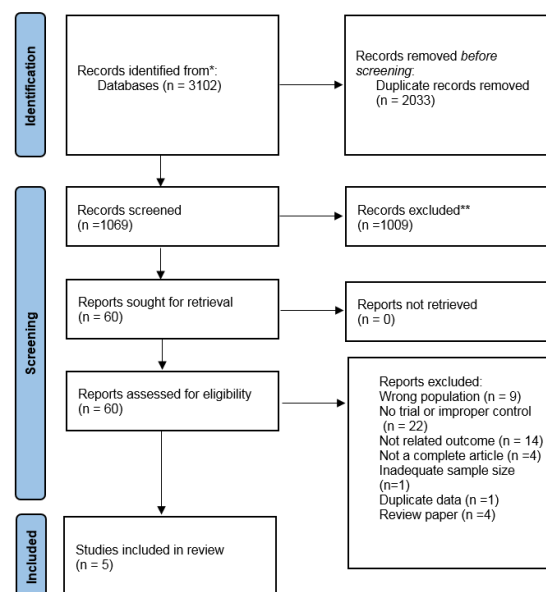 Identification
Records identified from*:
Databases (n = 3102)
Records removed before
screening:
Duplicate records removed
(n = 2033)
Screening
Records screened
(n =1069)
Records excluded**
(n =1009)
Reports sought for retrieval
(n = 60)
Reports not retrieved
(n = 0)
Reports assessed for eligibility
(n = 60)
Reports excluded:
Wrong population (n = 9)
No trial or improper control
(n = 22)
Not related outcome (n = 14)
Not a complete article (n =4)
Inadequate sample size
(n=1)
Duplicate data (n =1)
Review paper (n =4)
Included
Studies included in review
(n = 5)